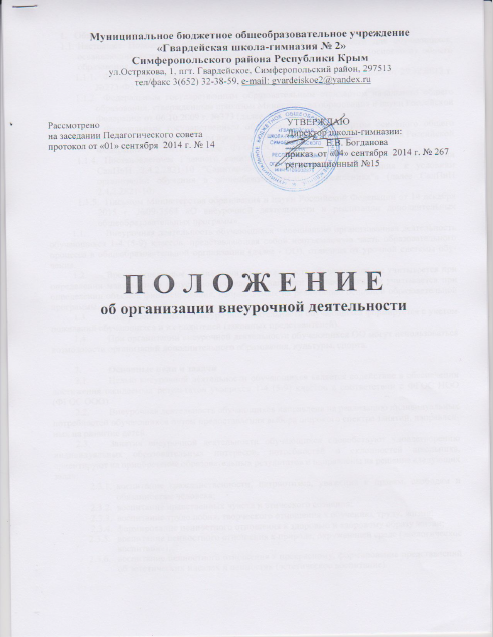 Муниципальное бюджетное общеобразовательное учреждение
«Гвардейская школа-гимназия № 2»
Симферопольского района Республики Крым
ул.Острякова, 1, пгт. Гвардейское, Симферопольский район, 297513
тел/факс 3(652) 32-38-59, e-mail: gvardeiskoe2@yandex.ru
Рассмотрено
на заседании Педагогического совета
протокол от «01» сентября 2014 г. № 14
УТВЕРЖДАЮ
Директор школы-гимназии:
Е.В. Богданова
приказ от «04» сентября 2014 г. № 267
регистрационный №15
П О Л О Ж Е Н И Е
об организации внеурочной деятельности